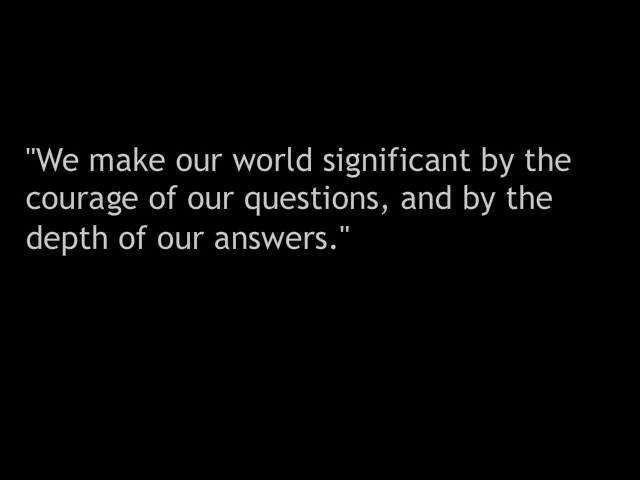 "We make our world significant by the
courage of our questions, and by the
depth of our answers."